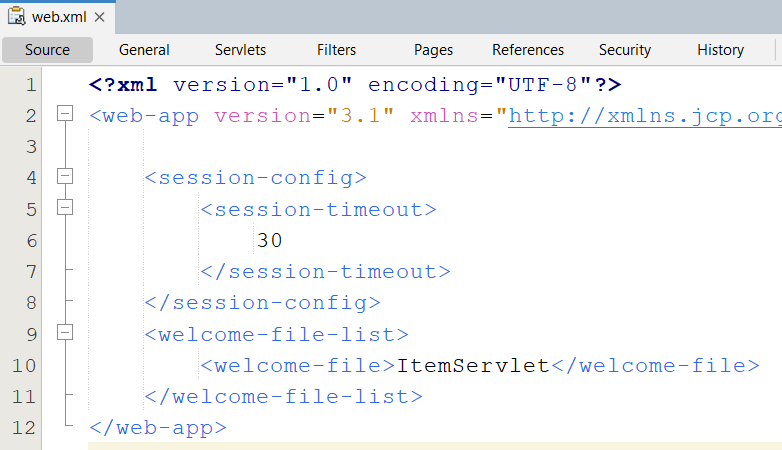 web.xml
Source General Servlets Filters Pages References Security History
1 <?xml version="1.0" encoding="UTF-8"?>
2 <web-app version="3.1" xmlns="http://xmlns.jcp.org
3
4 <session-config>
5 <session-timeout>
6 30
7 </session-timeout>
8 </session-config>
9 <welcome-file-list>
10 <welcome-file>ItemServlet</welcome-file>
11 </welcome-file-list>
12 </web-app>